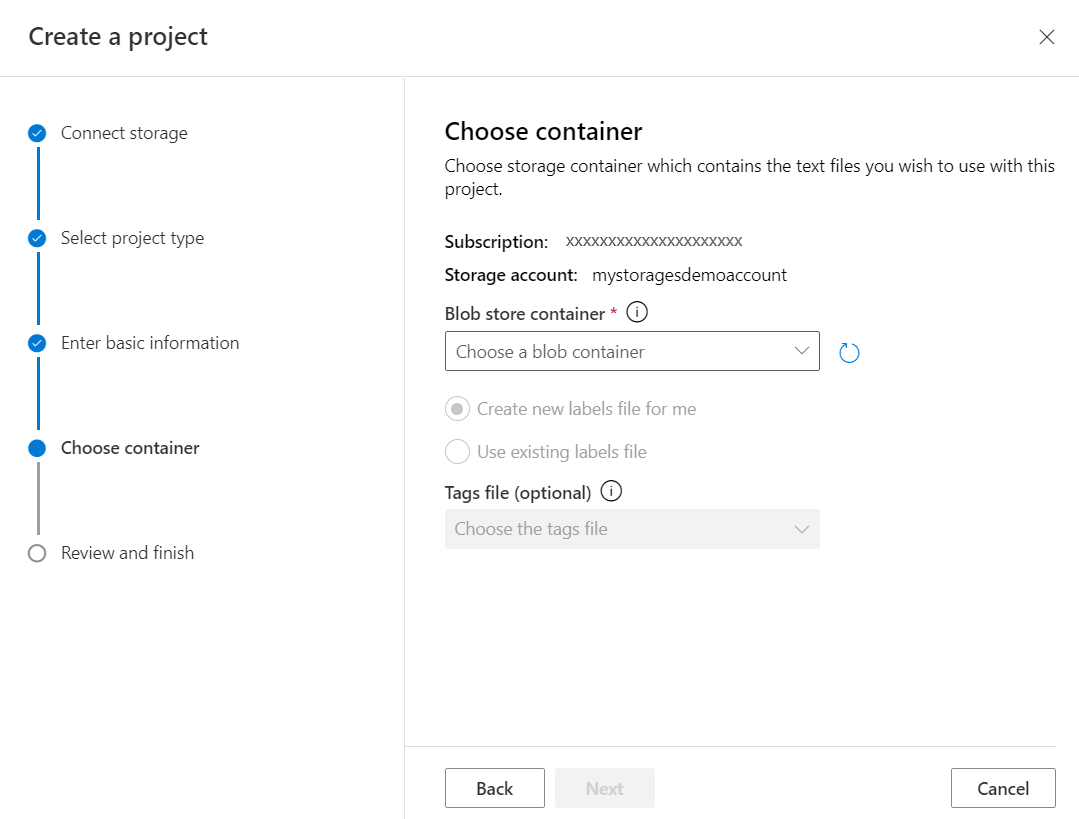 Create a project
Connect storage
Select project type
Enter basic information
Choose container
Review and finish
Choose container
Choose storage container which contains the text files you wish to use with this
project.
Subscription: xxxxxxxxxxxxxxxxxxxxx
Storage account: mystoragesdemoaccount
Blob store container *
Choose a blob container
Create new labels file for me
Use existing labels file
Tags file (optional)
Choose the tags file
Back
Next
Cancel